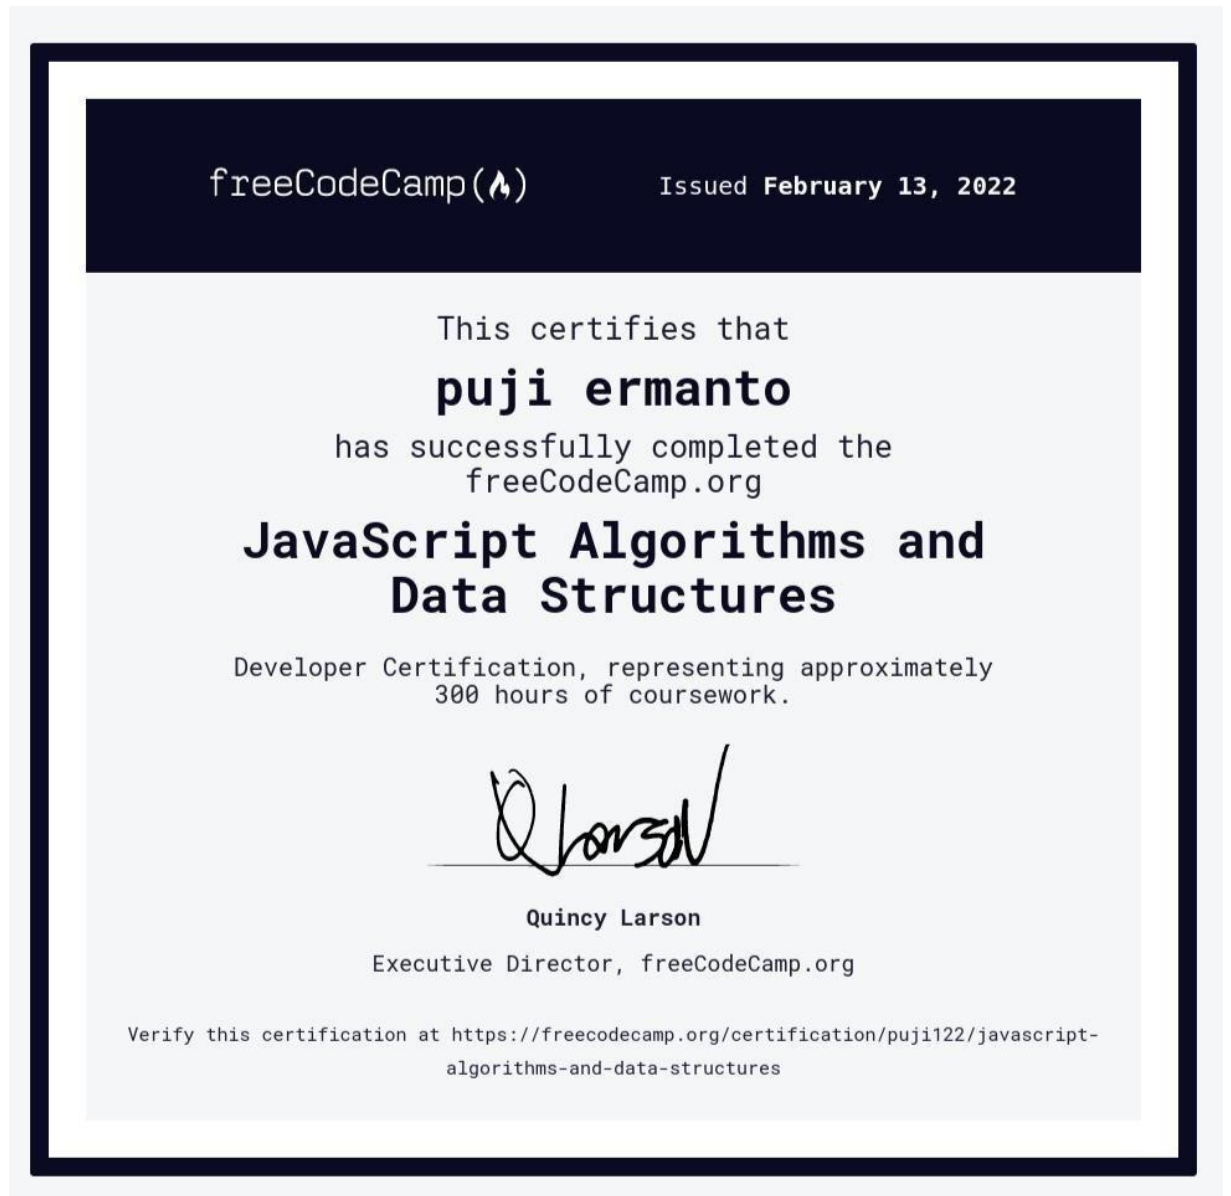 freeCodeCamp(🔥)
Issued February 13, 2022
This certifies that
puji ermanto
has successfully completed the
freeCodeCamp.org
JavaScript Algorithms and
Data Structures
Developer Certification, representing approximately
300 hours of coursework.
Q Larson
Quincy Larson
Executive Director, freeCodeCamp.org
Verify this certification at https://freecodecamp.org/certification/puji122/javascript-
algorithms-and-data-structures